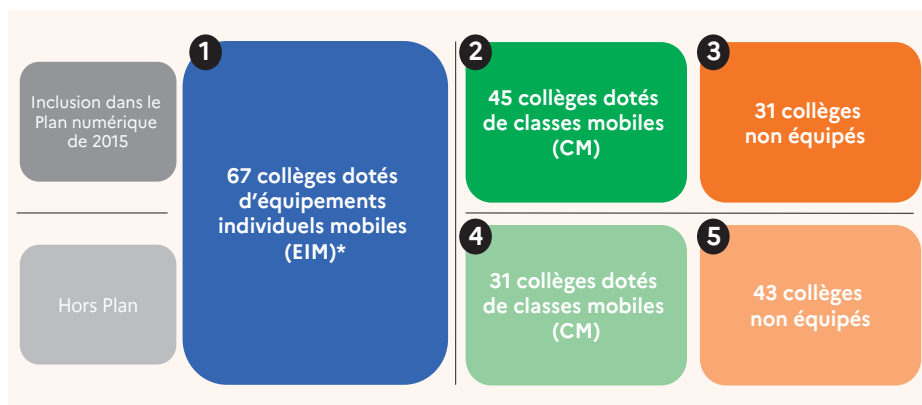 1
2
3
Inclusion dans le
Plan numérique
de 2015
67 collèges dotés
d'équipements
individuels mobiles
(EIM)*
45 collèges dotés
de classes mobiles
(CM)
31 collèges
non équipés
4
5
Hors Plan
31 collèges dotés
de classes mobiles
(CM)
43 collèges
non équipés